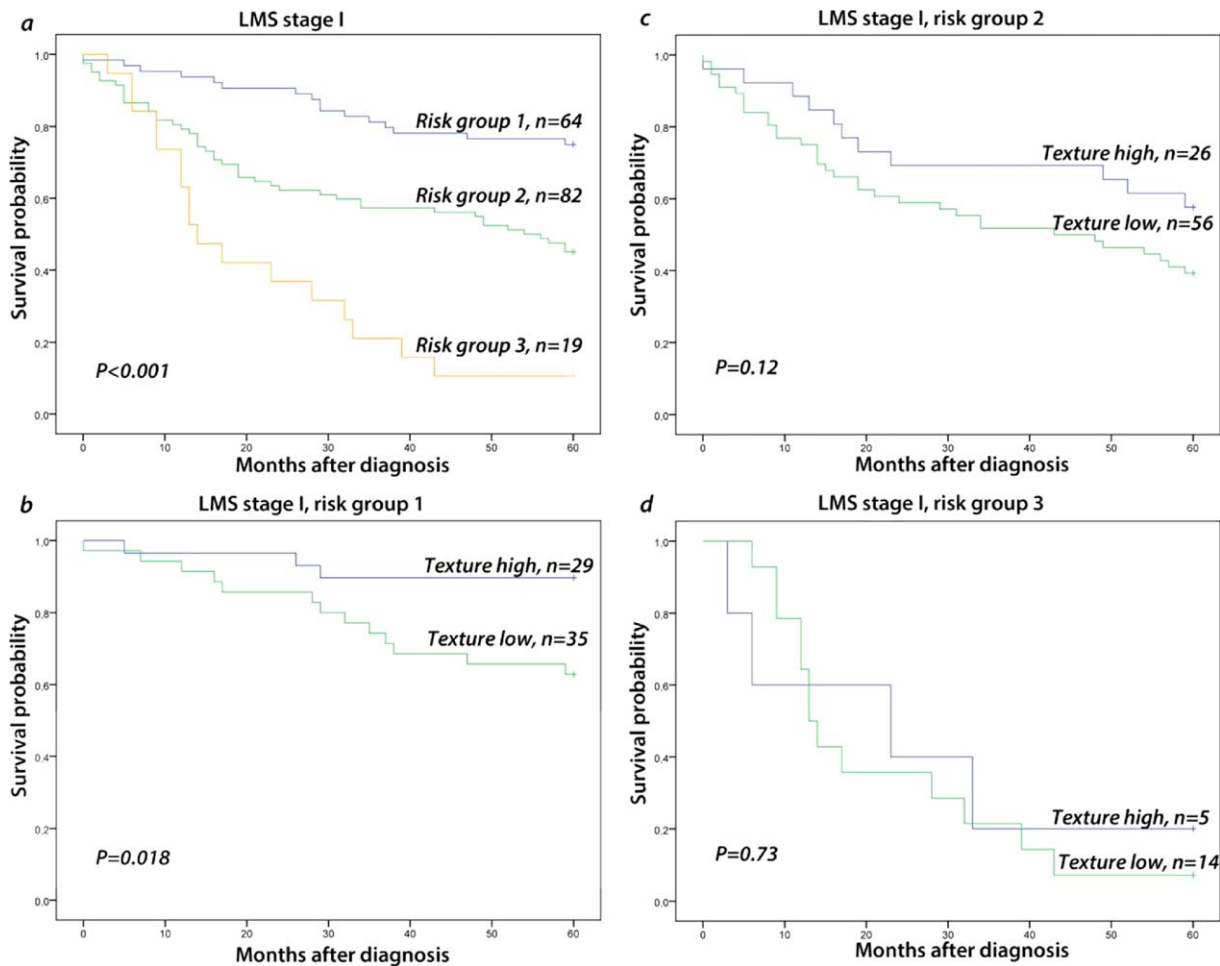 a
LMS stage I
Survival probability
1,0
0,8
0,6
0,4
0,2
0,0
Risk group 1, n=64
Risk group 2, n=82
Risk group 3, n=19
P<0.001
0 10 20 30 40 50 60
Months after diagnosis
c
LMS stage I, risk group 2
Survival probability
1,0
0,8
0,6
0,4
0,2
0,0
Texture high, n=26
Texture low, n=56
P=0.12
0 10 20 30 40 50 60
Months after diagnosis
b
LMS stage I, risk group 1
Survival probability
1,0
0,8
0,6
0,4
0,2
0,0
Texture high, n=29
Texture low, n=35
P=0.018
0 10 20 30 40 50 60
Months after diagnosis
d
LMS stage I, risk group 3
Survival probability
1,0
0,8
0,6
0,4
0,2
0,0
Texture high, n=5
Texture low, n=14
P=0.73
0 10 20 30 40 50 60
Months after diagnosis